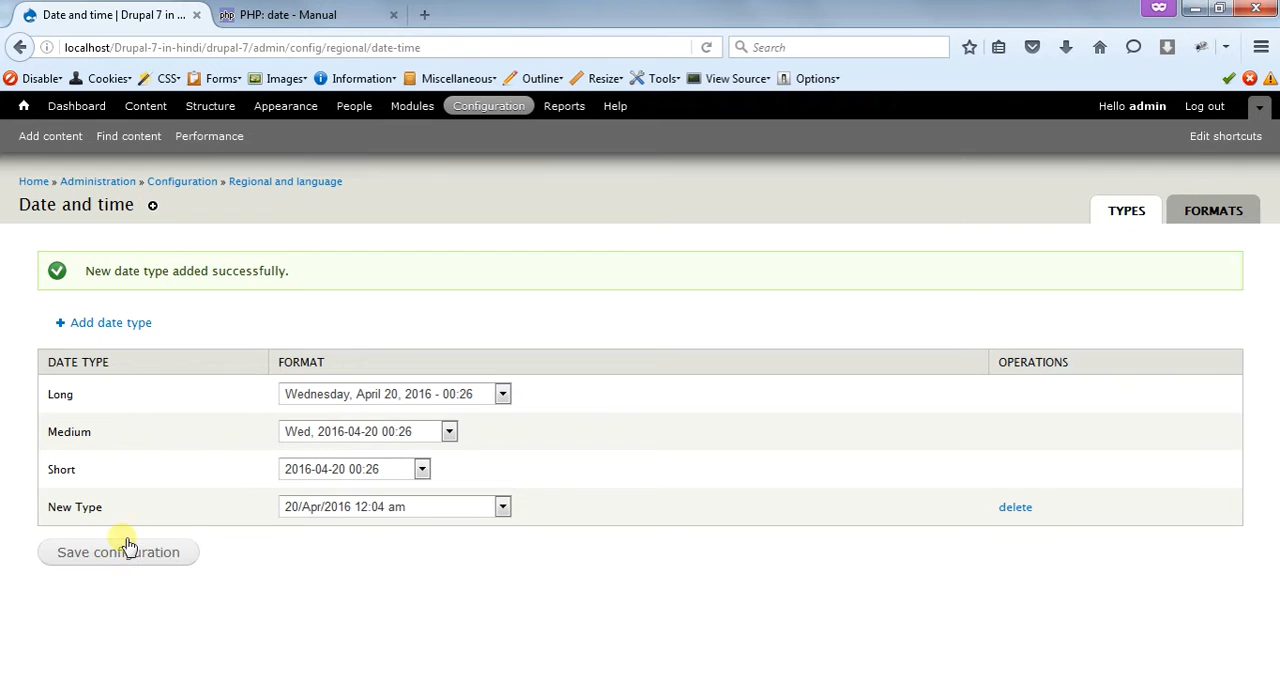 Date and time | Drupal 7 in ...
PHP: date - Manual
localhost/Drupal-7-in-hindi/drupal-7/admin/config/regional/date-time
Search
Disable
Cookies
CSS
Forms
Images
Information
Miscellaneous
Outline
Resize
Tools
View Source
Options
Dashboard
Content
Structure
Appearance
People
Modules
Configuration
Reports
Help
Hello admin
Log out
Add content
Find content
Performance
Edit shortcuts
Home » Administration » Configuration » Regional and language
Date and time
TYPES
FORMATS
New date type added successfully.
+ Add date type
DATE TYPE
FORMAT
OPERATIONS
Long
Wednesday, April 20, 2016 - 00:26
Medium
Wed, 2016-04-20 00:26
Short
2016-04-20 00:26
New Type
20/Apr/2016 12:04 am
delete
Save configuration